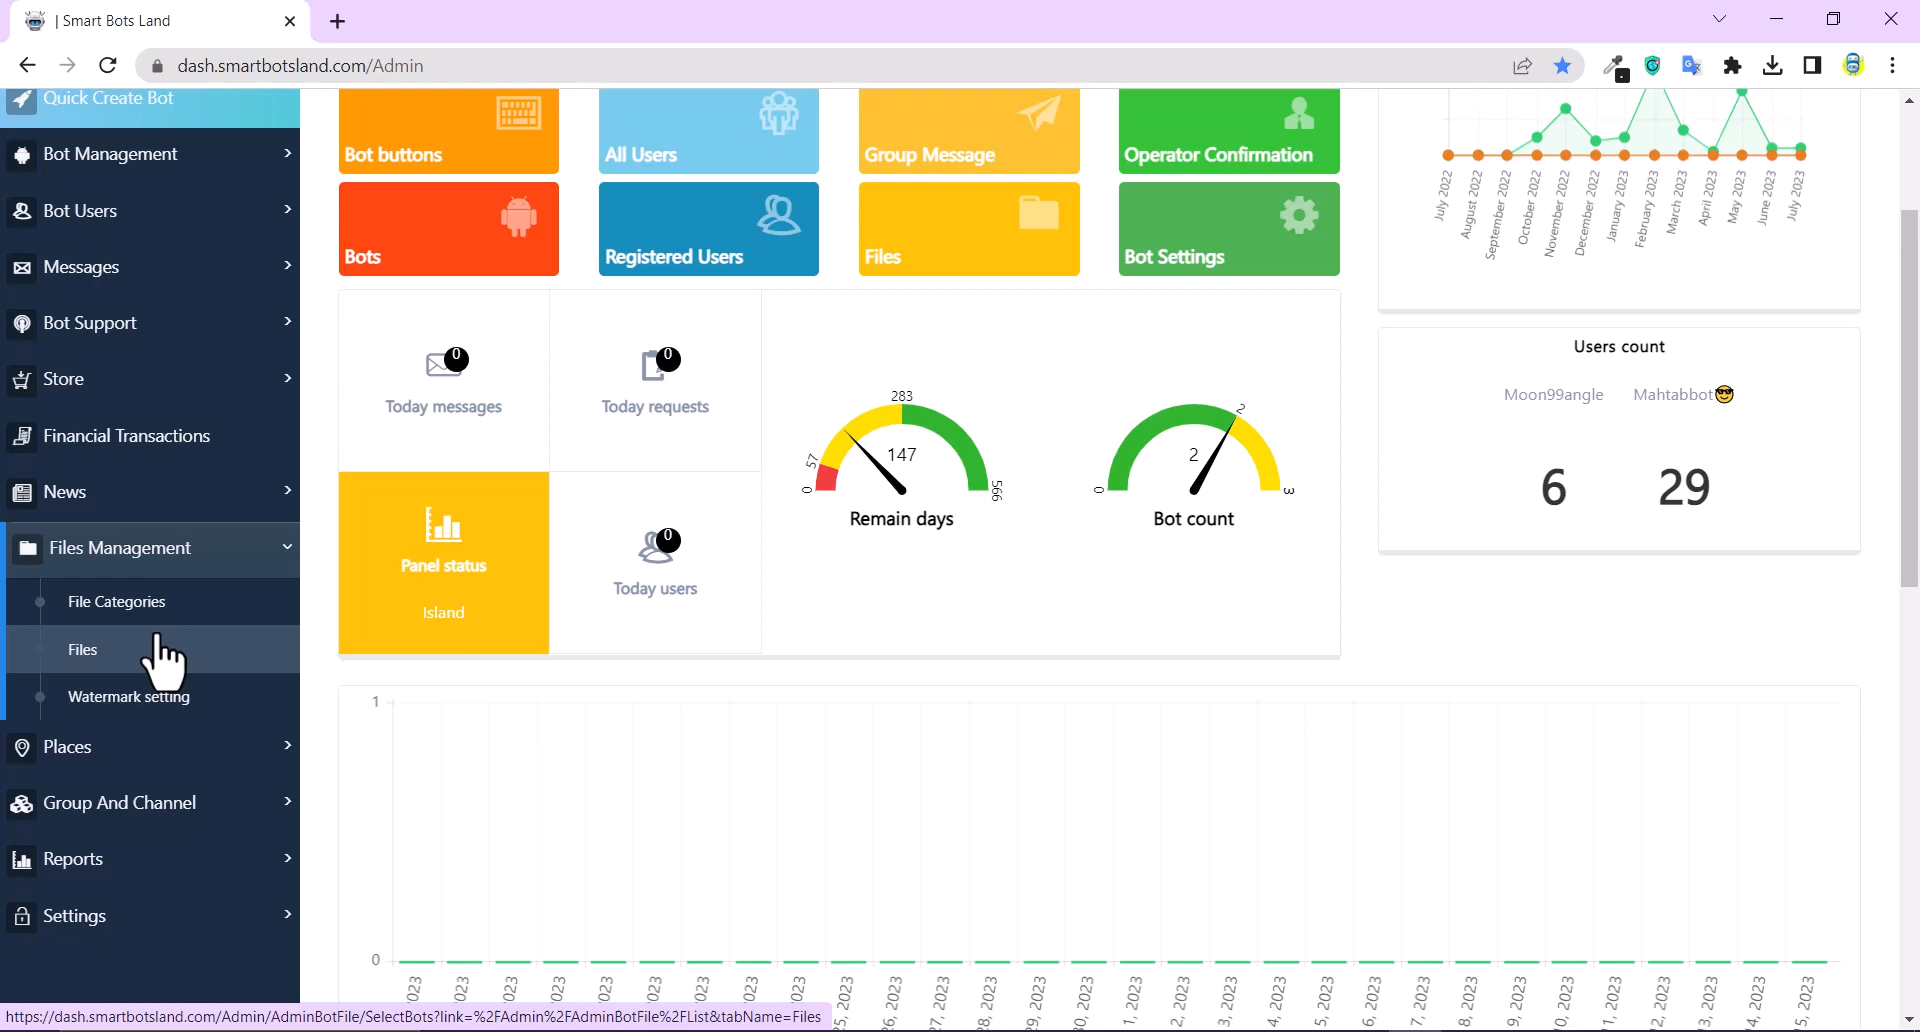 | Smart Bots Land
dash.smartbotsland.com/Admin
Quick Create Bot
Bot Management
Bot Users
Messages
Bot Support
Store
Financial Transactions
News
Files Management
File Categories
Files
Watermark setting
Places
Group And Channel
Reports
Settings
Bot buttons
All Users
Group Message
Operator Confirmation
Bots
Registered Users
Files
Bot Settings
0
Today messages
0
Today requests
Panel status
Island
0
Today users
0
57
283
566
147
Remain days
0
2
3
2
Bot count
July 2022
August 2022
September 2022
October 2022
November 2022
December 2022
January 2023
February 2023
March 2023
April 2023
May 2023
June 2023
July 2023
Users count
Moon99angle
Mahtabbot😎
6
29
1
0
https://dash.smartbotsland.com/Admin/AdminBotFile/SelectBots?link=%2FAdmin%2FAdminBotFile%2FList&tabName=Files